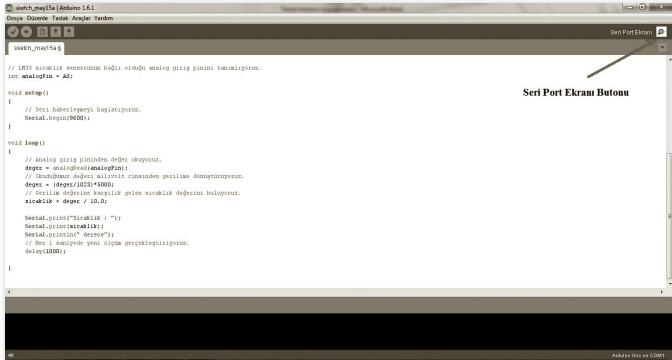 sketch_may15a | Arduino 1.6.1
Dosya Düzenle Taslak Araçlar Yardım
Seri Port Ekranı
sketch_may15a §
// LM35 sıcaklık sensörünün bağlı olduğu analog giriş pinini tanımlıyoruz.
int analogPin = A0;
void setup()
{
// Seri haberleşmeyi başlatıyoruz.
Serial.begin(9600);
}
void loop()
{
// Analog giriş pininden değer okuyoruz.
deger = analogRead(analogPin);
// Okuduğumuz değeri milivolt cinsinden gerilime dönüştürüyoruz.
deger = (deger/1023)*5000;
// Gerilim değerine karşılık gelen sıcaklık değerini buluyoruz.
sicaklik = deger / 10.0;
Serial.print("Sicaklik : ");
Serial.print(sicaklik);
Serial.println(" derece");
// Her 1 saniyede yeni ölçüm gerçekleştiriyoruz.
delay(1000);
}
Seri Port Ekranı Butonu
Arduino Uno on COM1